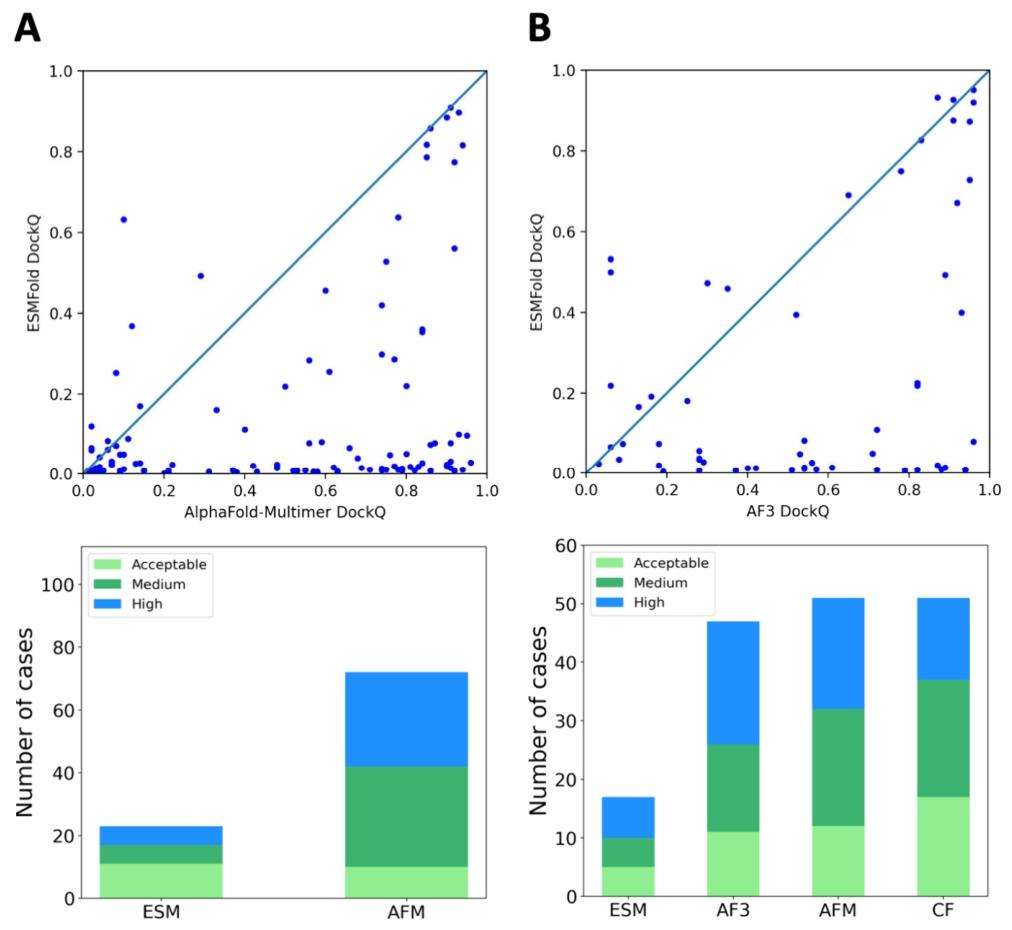 A
1.0
0.8
0.6
0.4
0.2
0.0
ESMFold DockQ
0.0 0.2 0.4 0.6 0.8 1.0
AlphaFold-Multimer DockQ
Acceptable
Medium
High
100
80
60
40
20
0
Number of cases
ESM AFM
B
1.0
0.8
0.6
0.4
0.2
0.0
ESMFold DockQ
0.0 0.2 0.4 0.6 0.8 1.0
AF3 DockQ
Acceptable
Medium
High
60
50
40
30
20
10
0
Number of cases
ESM AF3 AFM CF